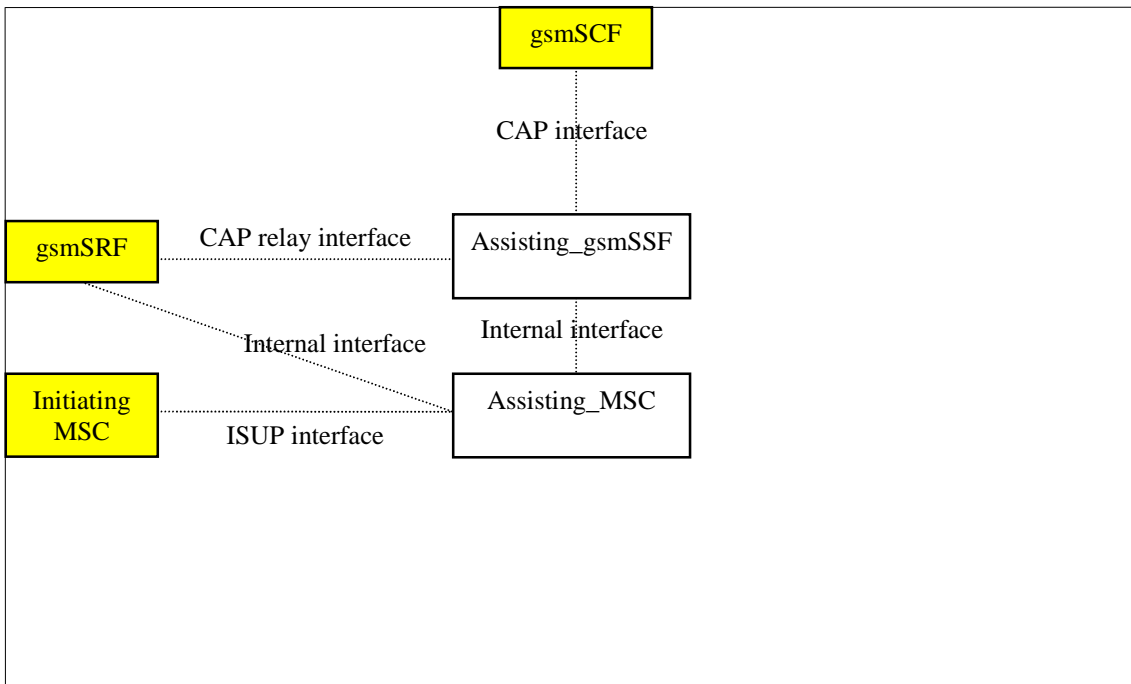 gsmSCF
CAP interface
gsmSRF
CAP relay interface
Assisting_gsmSSF
Internal interface
Internal interface
Initiating
MSC
ISUP interface
Assisting_MSC